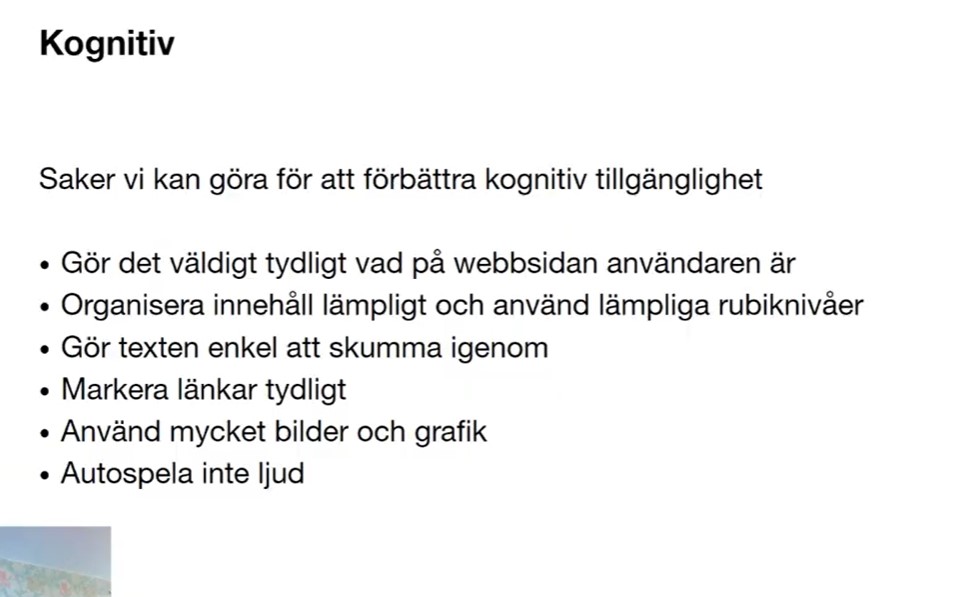 Kognitiv
Saker vi kan göra för att förbättra kognitiv tillgänglighet
• Gör det väldigt tydligt vad på webbsidan användaren är
• Organisera innehåll lämpligt och använd lämpliga rubiknivåer
• Gör texten enkel att skumma igenom
• Markera länkar tydligt
• Använd mycket bilder och grafik
• Autospela inte ljud